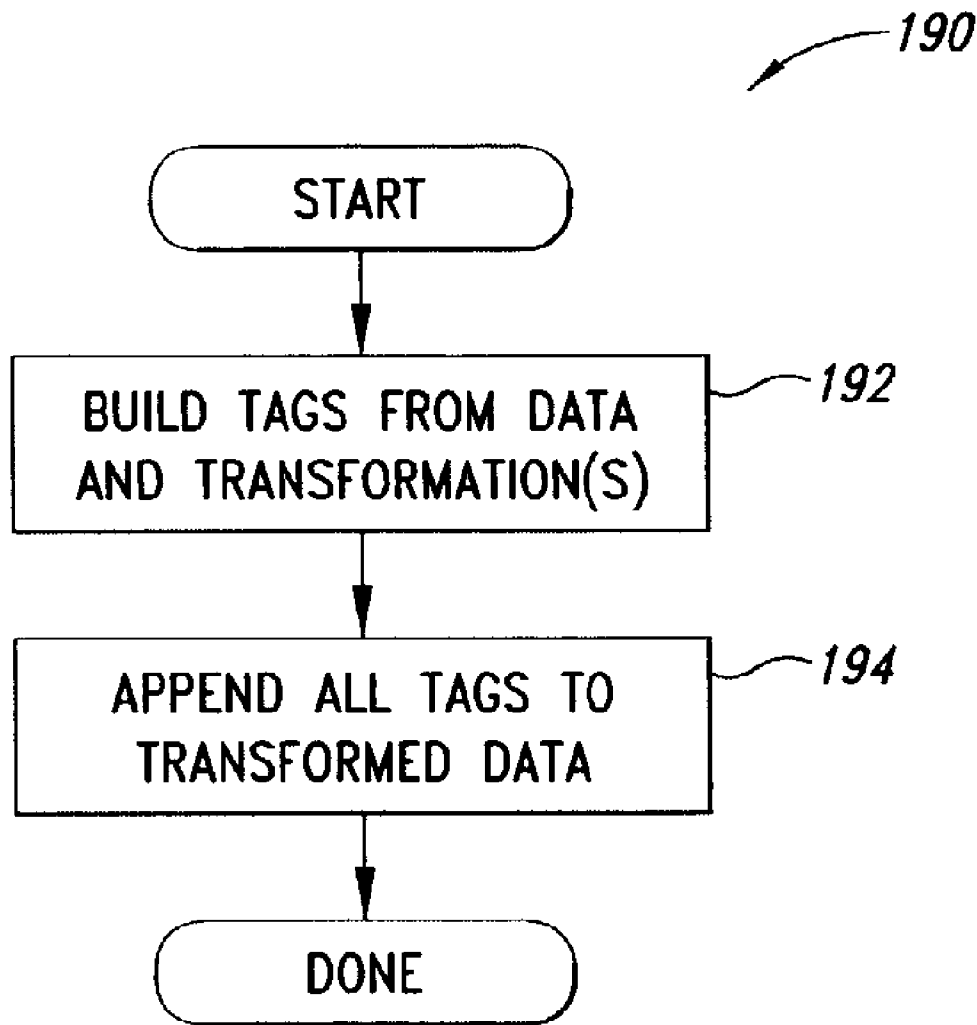 190
START
BUILD TAGS FROM DATA
AND TRANSFORMATION(S)
192
APPEND ALL TAGS TO
TRANSFORMED DATA
194
DONE